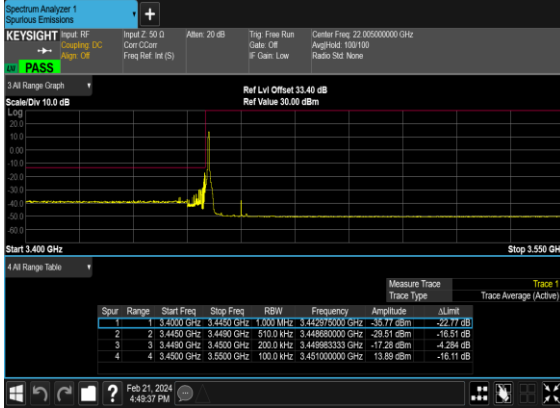 Spectrum Analyzer 1
Spurious Emissions
+
KEYSIGHT Input: RF Input Z: 50 Ω Atten: 20 dB Trig: Free Run Center Freq: 22.005000000 GHz
Coupling: DC Corr CCorr Gate: Off Avg|Hold: 100/100
Align: Off Freq Ref: Int (S) IF Gain: Low Radio Std: None
LXI PASS
3 All Range Graph
Ref Lvl Offset 33.40 dB
Scale/Div 10.0 dB Ref Value 30.00 dBm
Log
20.0
10.0
0.00
-10.0
-20.0
-30.0
-40.0
-50.0
-60.0
Start 3.400 GHz Stop 3.550 GH
4 All Range Table
Measure Trace Trace 1
Trace Type Trace Average (Active)
Spur Range Start Freq Stop Freq RBW Frequency Amplitude ΔLimit
1 1 3.4000 GHz 3.4450 GHz 1.000 MHz 3.442975000 GHz -35.77 dBm -22.77 dB
2 2 3.4450 GHz 3.4490 GHz 510.0 kHz 3.448680000 GHz -29.51 dBm -16.51 dB
3 3 3.4490 GHz 3.4500 GHz 200.0 kHz 3.449983333 GHz -17.28 dBm -4.284 dB
4 4 3.4500 GHz 3.5500 GHz 100.0 kHz 3.451000000 GHz 13.89 dBm -16.11 dB
? Feb 21, 2024
4:49:37 PM